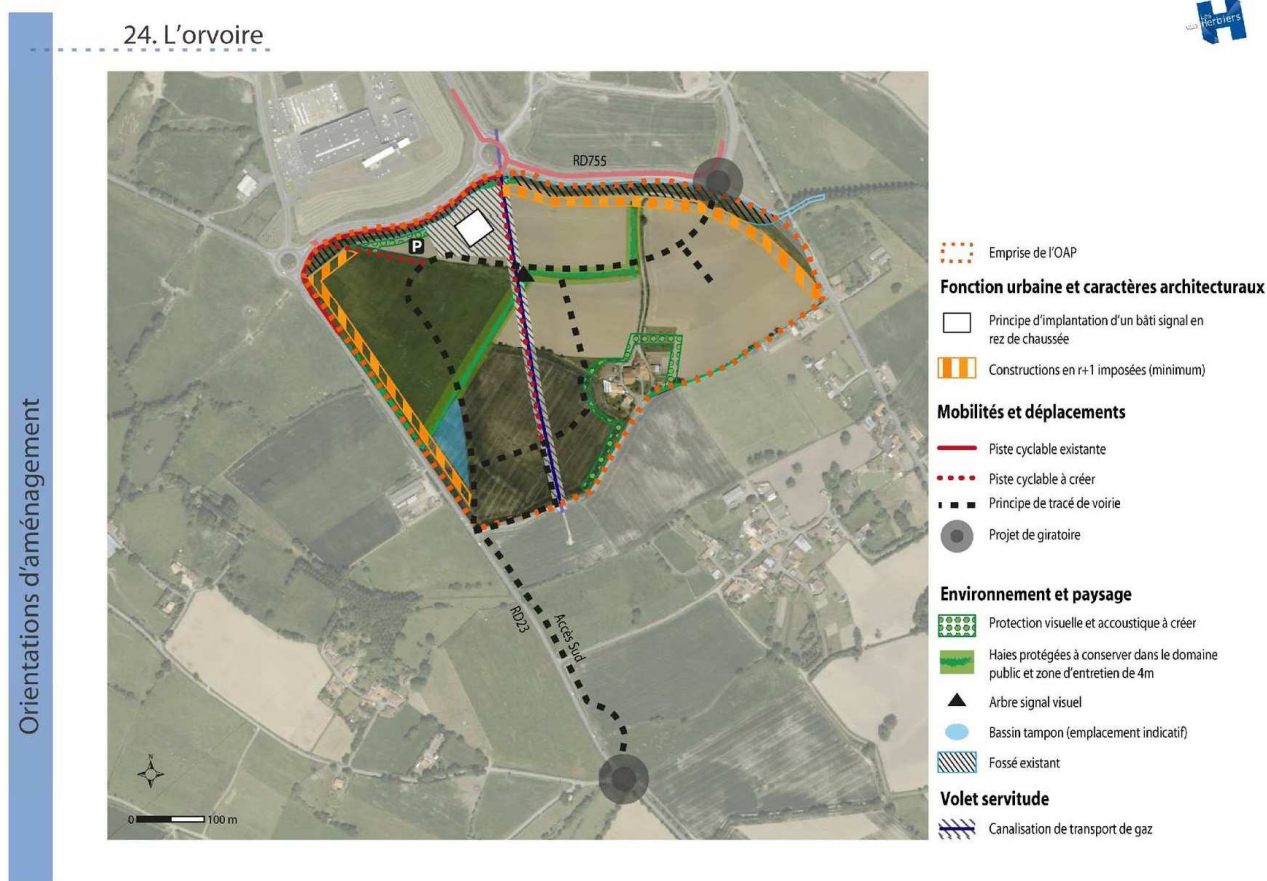 24. L'orvoire
Les
Herbiers
Orientations d'aménagement
RD755
P
RD23
Accès Sud
N
0 100 m
Emprise de l'OAP
Fonction urbaine et caractères architecturaux
Principe d'implantation d'un bâti signal en
rez de chaussée
Constructions en r+1 imposées (minimum)
Mobilités et déplacements
Piste cyclable existante
Piste cyclable à créer
Principe de tracé de voirie
Projet de giratoire
Environnement et paysage
Protection visuelle et accoustique à créer
Haies protégées à conserver dans le domaine
public et zone d'entretien de 4m
Arbre signal visuel
Bassin tampon (emplacement indicatif)
Fossé existant
Volet servitude
Canalisation de transport de gaz